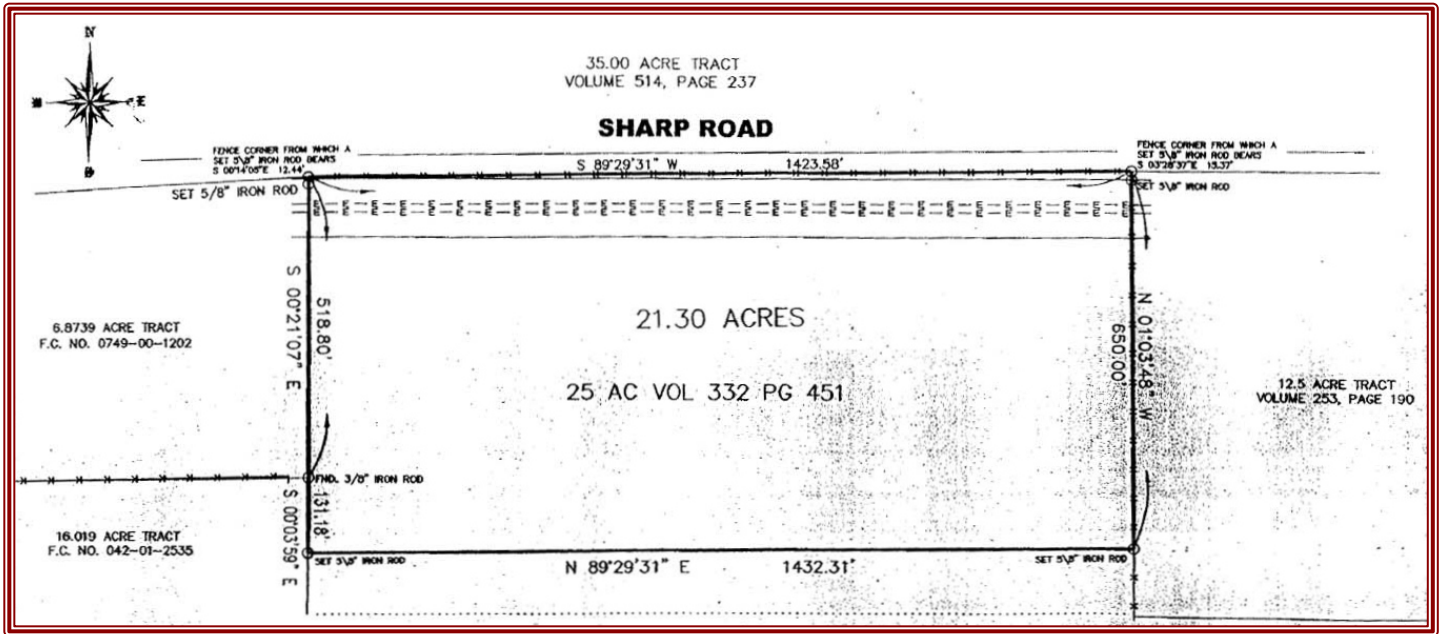 N
35.00 ACRE TRACT
VOLUME 514, PAGE 237
SHARP ROAD
FENCE CORNER FROM WHICH A
SET 5\8" IRON ROD BEARS
S 00°14'05"E 12.44'
SET 5/8" IRON ROD
S 89°29'31" W 1423.58'
FENCE CORNER FROM WHICH A
SET 5\8" IRON ROD BEARS
S 03°28'37"E 13.37'
SET 5\8" IRON ROD
E
S 00°21'07" E
518.80'
21.30 ACRES
N 01°03'48" W
650.00'
6.8739 ACRE TRACT
F.C. NO. 0749-00-1202
25 AC VOL 332 PG 451
12.5 ACRE TRACT
VOLUME 253, PAGE 190
FND. 3/8" IRON ROD
S 00°03'59" E
131.18'
16.019 ACRE TRACT
F.C. NO. 042-01-2535
SET 5\8" IRON ROD
N 89°29'31" E 1432.31'
SET 5\8" IRON ROD